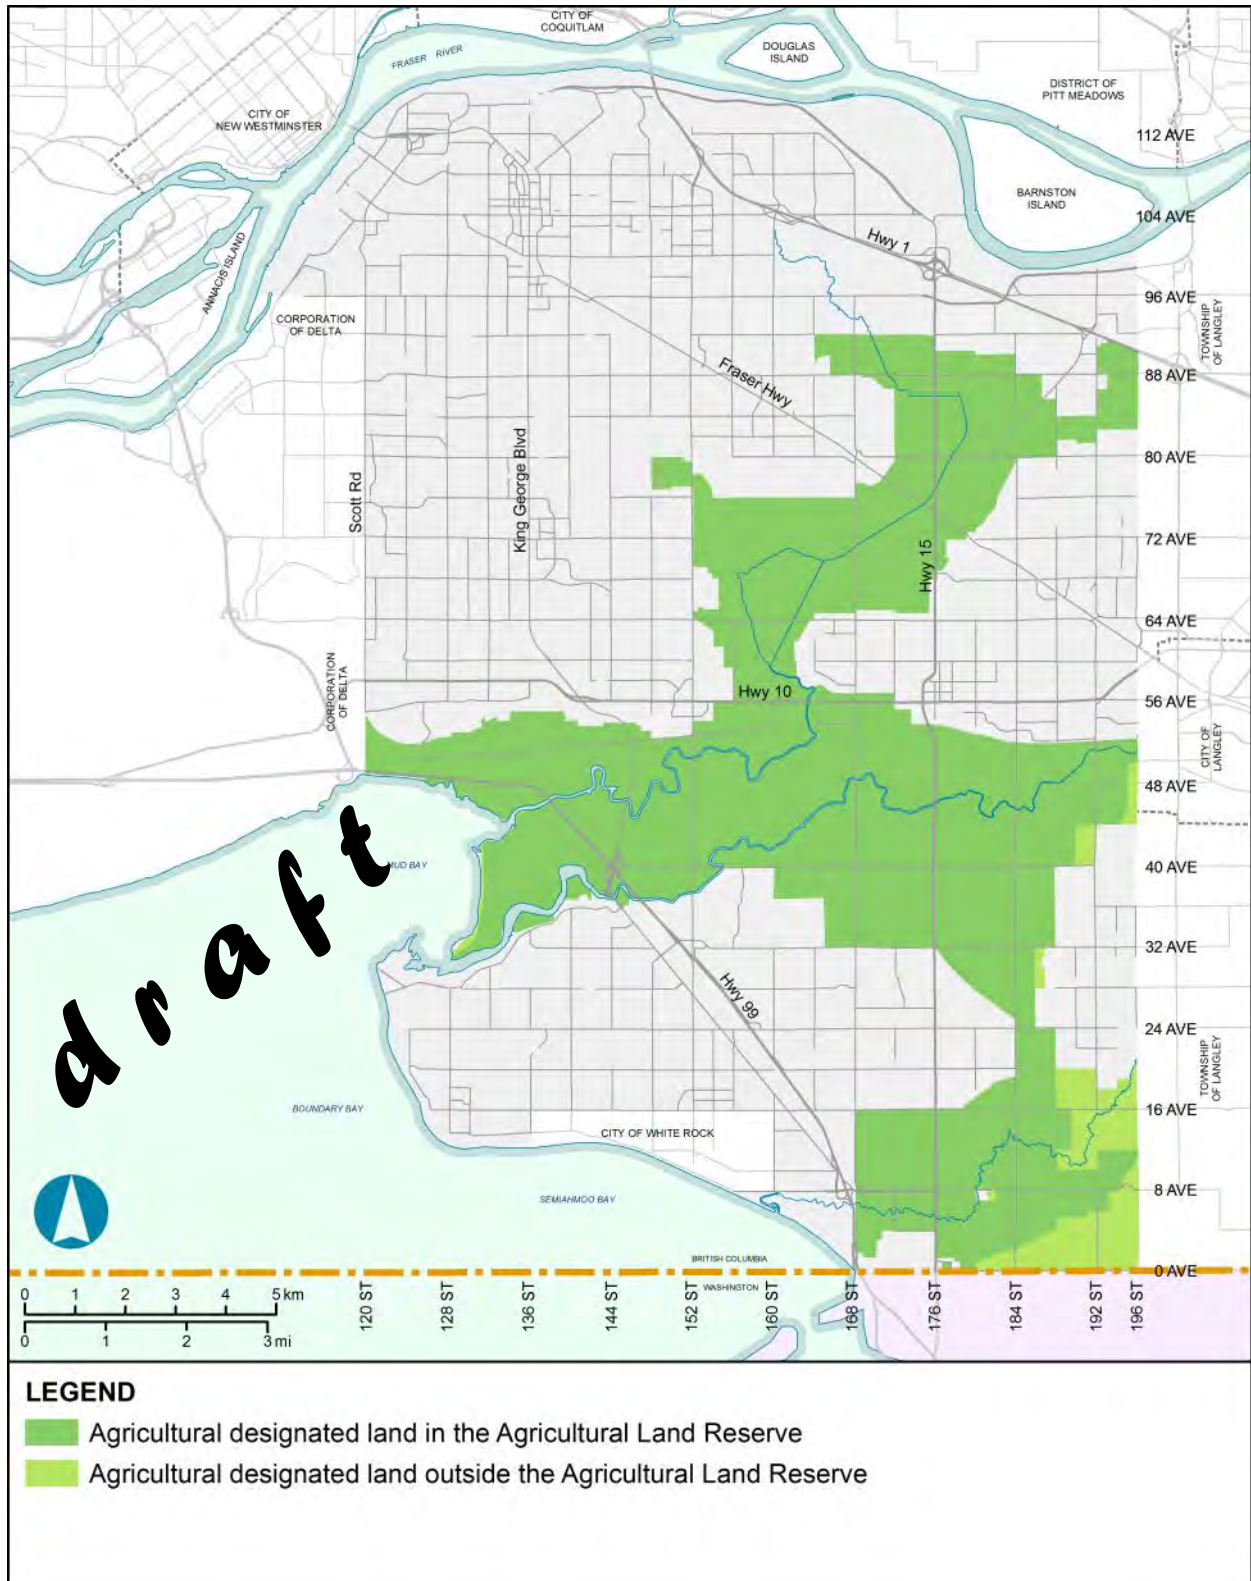 CITY OF
COQUITLAM
FRASER RIVER
DOUGLAS
ISLAND
DISTRICT OF
PITT MEADOWS
CITY OF
NEW WESTMINSTER
112 AVE
BARNSTON
ISLAND
104 AVE
Hwy 1
ANNACIS ISLAND
96 AVE
CORPORATION
OF DELTA
TOWNSHIP
OF LANGLEY
88 AVE
Fraser Hwy
80 AVE
Scott Rd
King George Blvd
72 AVE
Hwy 15
64 AVE
CORPORATION
OF DELTA
Hwy 10
56 AVE
CITY OF
LANGLEY
48 AVE
MUD BAY
40 AVE
draft
32 AVE
Hwy 99
24 AVE
TOWNSHIP
OF LANGLEY
BOUNDARY BAY
16 AVE
CITY OF WHITE ROCK
SEMIAHMOO BAY
8 AVE
BRITISH COLUMBIA
0 AVE
WASHINGTON
0 1 2 3 4 5 km
0 1 2 3 mi
120 ST
128 ST
136 ST
144 ST
152 ST
160 ST
168 ST
176 ST
184 ST
192 ST
196 ST
LEGEND
Agricultural designated land in the Agricultural Land Reserve
Agricultural designated land outside the Agricultural Land Reserve